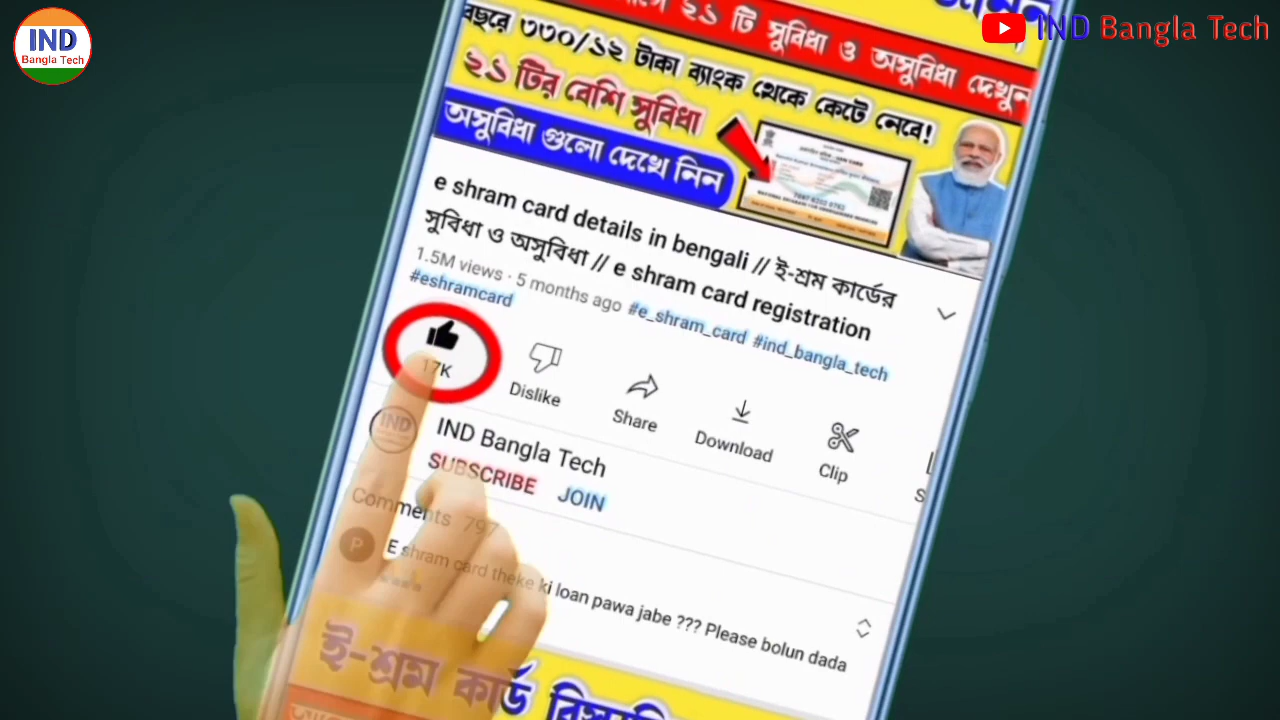 IND
Bangla Tech
IND Bangla Tech
২১ টি সুবিধা ও অসুবিধা দেখুন
বছরে ৩৩০/১২ টাকা ব্যাংক থেকে কেটে নেবে!
২১ টির বেশি সুবিধা
অসুবিধা গুলো দেখে নিন
e shram card details in bengali // ই-শ্রম কার্ডের
সুবিধা ও অসুবিধা // e shram card registration
1.5M views · 5 months ago #e_shram_card #ind_bangla_tech
#eshramcard
17K
Dislike
Share
Download
Clip
IND
IND Bangla Tech
SUBSCRIBE JOIN
Comments 797
P
E shram card theke ki loan pawa jabe ??? Please bolun dada
ই-শ্রম কার্ড